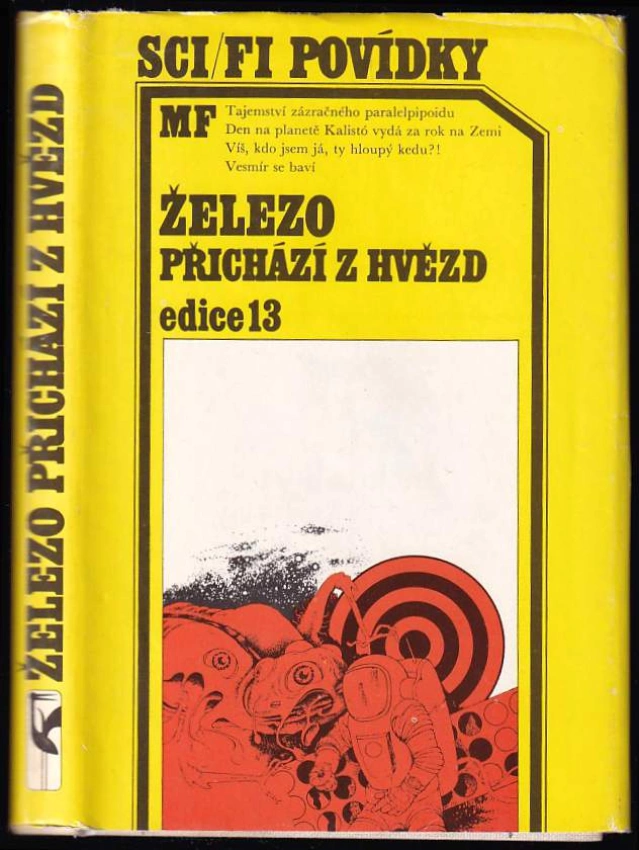 SCI/FI POVÍDKY
MF
Tajemství zázračného paralelpipoidu
Den na planetě Kalistó vydá za rok na Zemi
Víš, kdo jsem já, ty hloupý kedu?!
Vesmír se baví
ŽELEZO
PŘICHÁZÍ Z HVĚZD
edice 13
ŽELEZO PŘICHÁZÍ Z HVĚZD